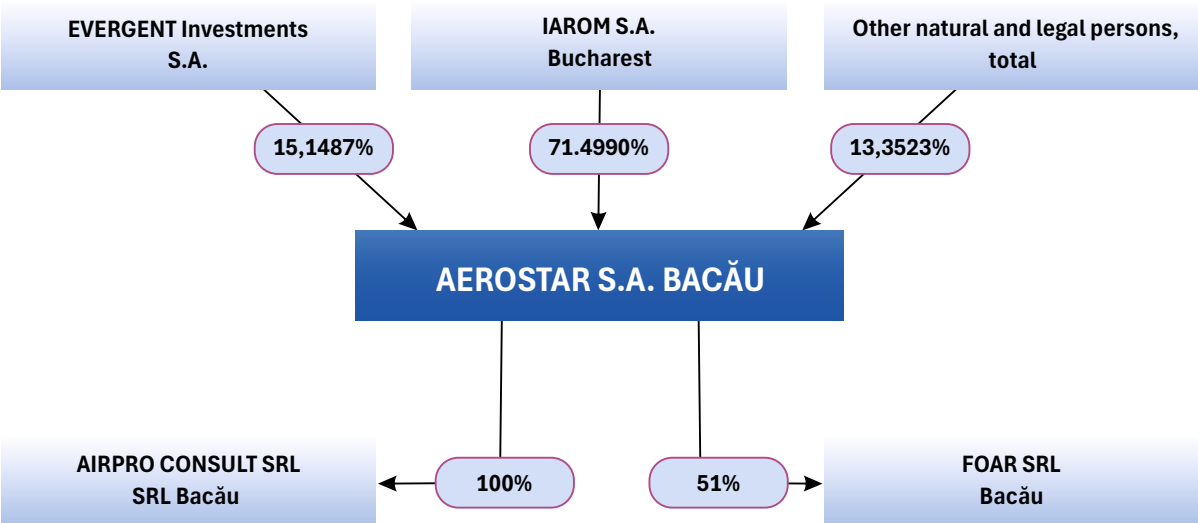 EVERGENT Investments
S.A.
IAROM S.A.
Bucharest
Other natural and legal persons,
total
15,1487%
71.4990%
13,3523%
AEROSTAR S.A. BACĂU
AIRPRO CONSULT SRL
SRL Bacău
100%
51%
FOAR SRL
Bacău